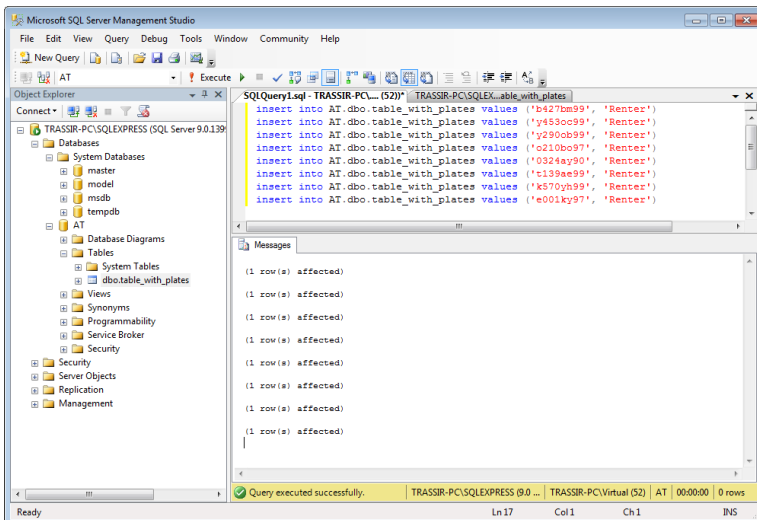 Microsoft SQL Server Management Studio
File Edit View Query Debug Tools Window Community Help
New Query
AT Execute
Object Explorer
Connect
TRASSIR-PC\SQLEXPRESS (SQL Server 9.0.139
Databases
System Databases
master
model
msdb
tempdb
AT
Database Diagrams
Tables
System Tables
dbo.table_with_plates
Views
Synonyms
Programmability
Service Broker
Security
Security
Server Objects
Replication
Management
SQLQuery1.sql - TRASSIR-PC\.... (52))* TRASSIR-PC\SQLEX...able_with_plates
insert into AT.dbo.table_with_plates values ('b427bm99', 'Renter')
insert into AT.dbo.table_with_plates values ('y453oc99', 'Renter')
insert into AT.dbo.table_with_plates values ('y290ob99', 'Renter')
insert into AT.dbo.table_with_plates values ('o210bo97', 'Renter')
insert into AT.dbo.table_with_plates values ('0324ay90', 'Renter')
insert into AT.dbo.table_with_plates values ('t139ae99', 'Renter')
insert into AT.dbo.table_with_plates values ('k570yh99', 'Renter')
insert into AT.dbo.table_with_plates values ('e001ky97', 'Renter')
Messages
(1 row(s) affected)
(1 row(s) affected)
(1 row(s) affected)
(1 row(s) affected)
(1 row(s) affected)
(1 row(s) affected)
(1 row(s) affected)
(1 row(s) affected)
Query executed successfully. TRASSIR-PC\SQLEXPRESS (9.0 ... TRASSIR-PC\Virtual (52) AT 00:00:00 0 rows
Ready Ln 17 Col 1 Ch 1 INS